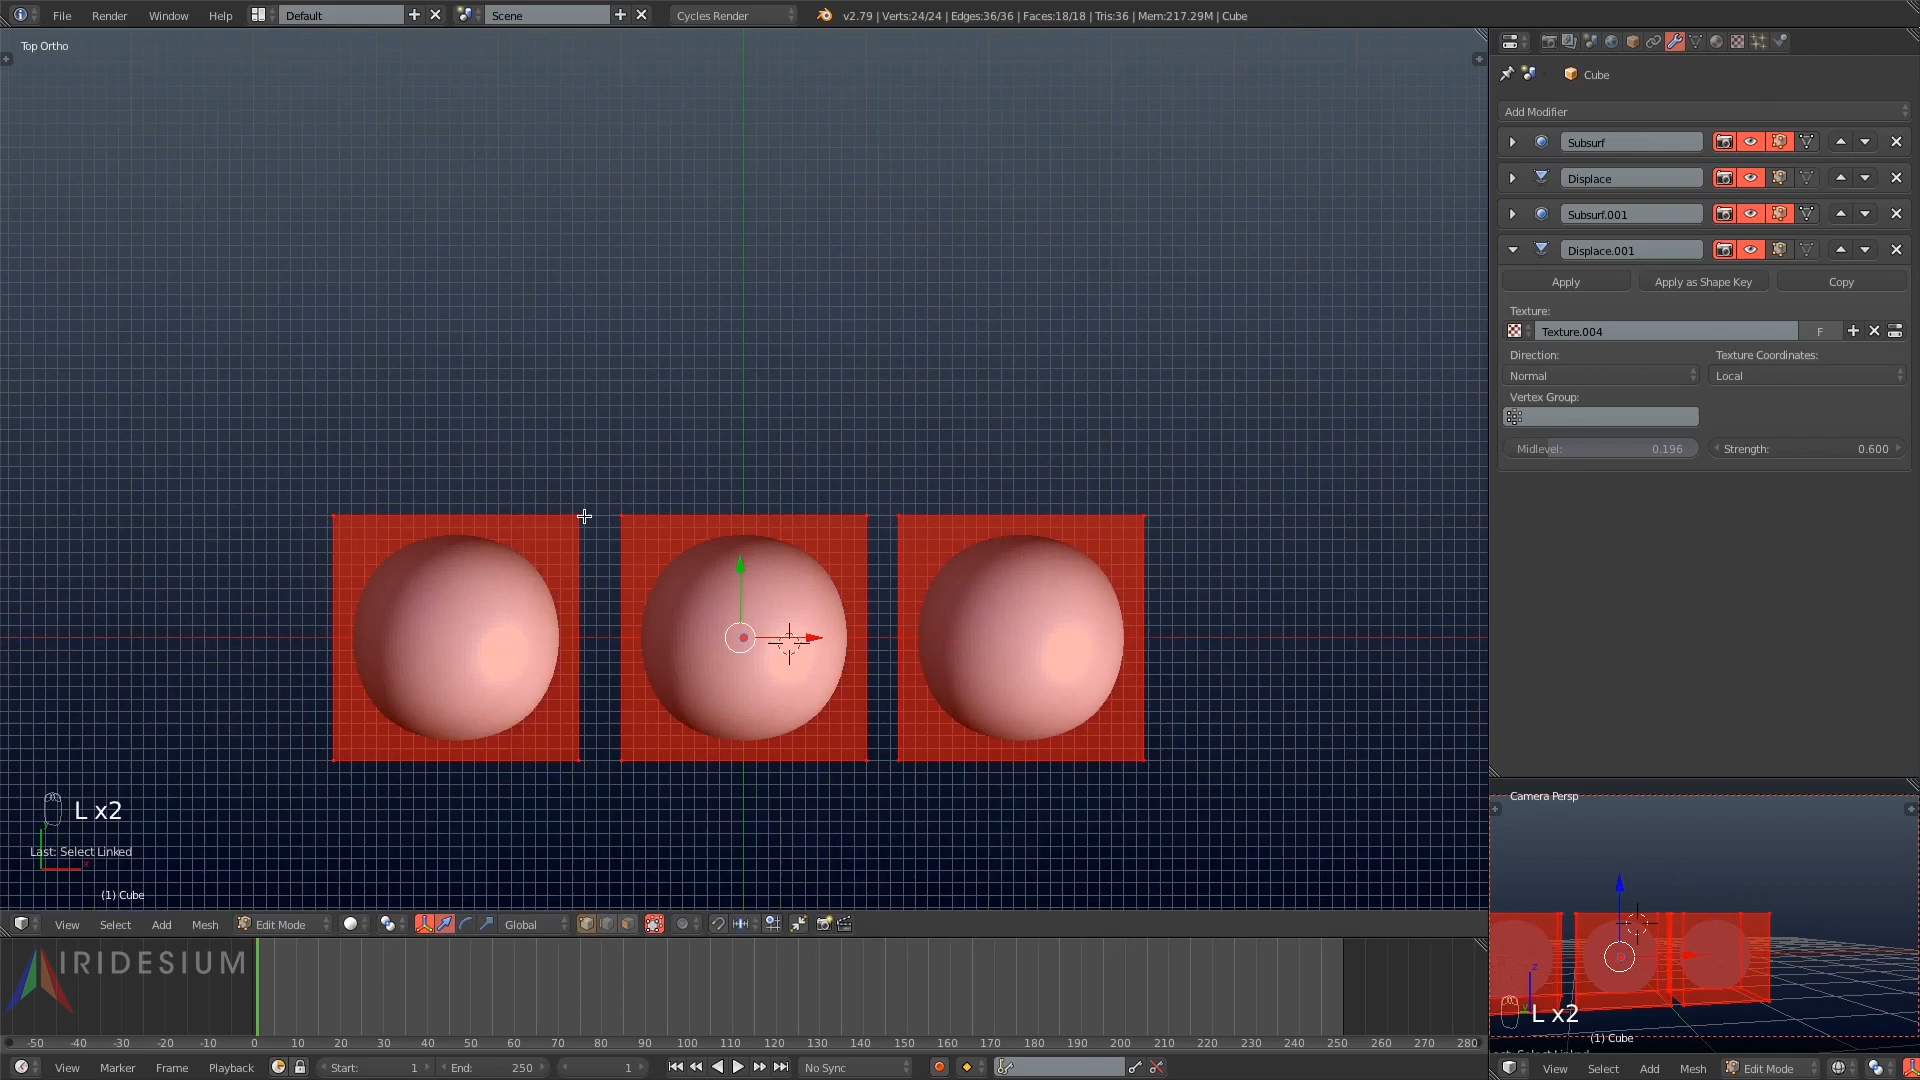 File Render Window Help Default Scene Cycles Render v2.79 | Verts:24/24 | Edges:36/36 | Faces:18/18 | Tris:36 | Mem:217.29M | Cube
Top Ortho
Cube
Add Modifier
Subsurf
Displace
Subsurf.001
Displace.001
Apply Apply as Shape Key Copy
Texture:
Texture.004 F
Direction: Texture Coordinates:
Normal Local
Vertex Group:
Midlevel: 0.196 Strength: 0.600
L x2
Last: Select Linked
(1) Cube
View Select Add Mesh Edit Mode Global
Camera Persp
L x2
(1) Cube
IRIDESIUM
-50 -40 -30 -20 -10 0 10 20 30 40 50 60 70 80 90 100 110 120 130 140 150 160 170 180 190 200 210 220 230 240 250 260 270 280
View Marker Frame Playback Start: 1 End: 250 1 No Sync
View Select Add Mesh Edit Mode